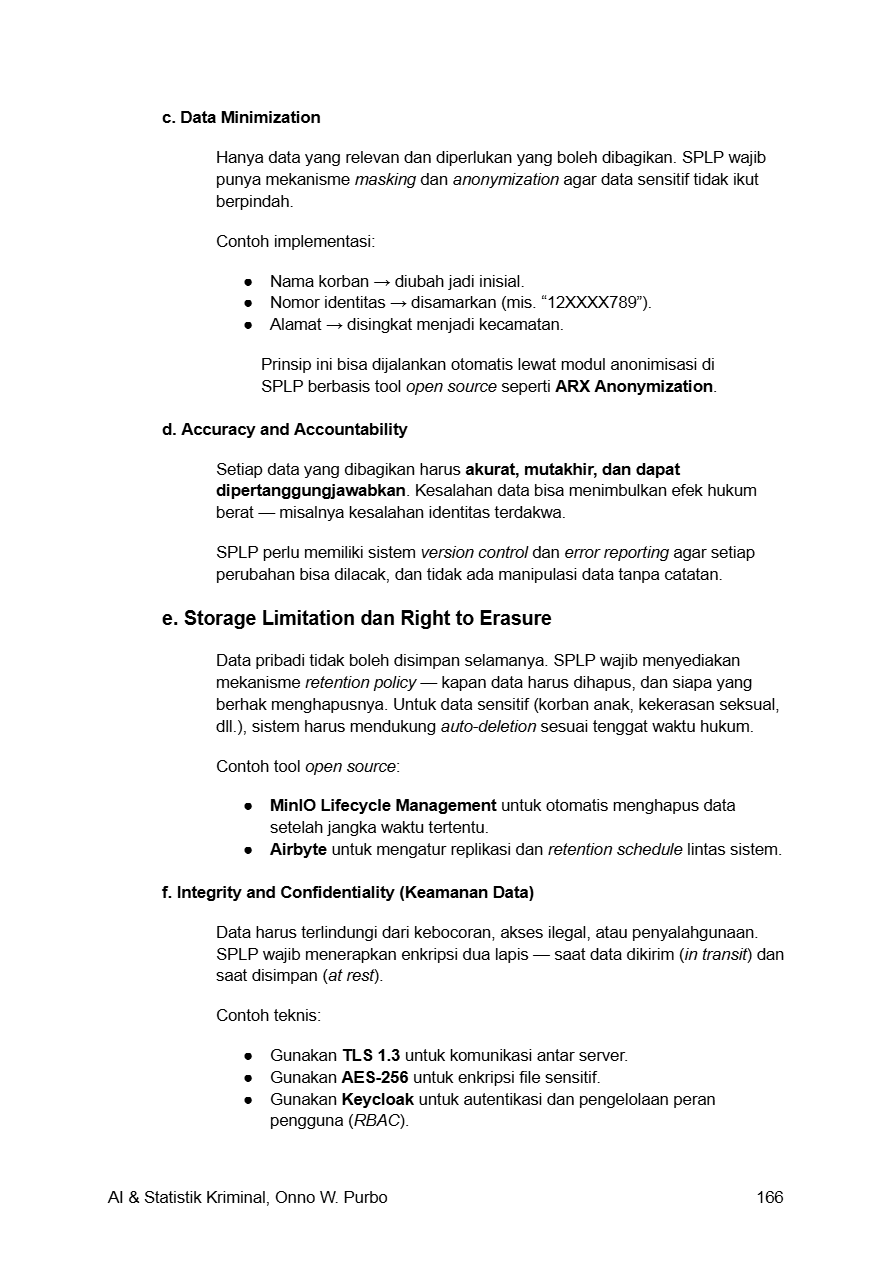 c. Data Minimization
Hanya data yang relevan dan diperlukan yang boleh dibagikan. SPLP wajib
punya mekanisme masking dan anonymization agar data sensitif tidak ikut
berpindah.
Contoh implementasi:
● Nama korban → diubah jadi inisial.
● Nomor identitas → disamarkan (mis. “12XXXX789”).
● Alamat → disingkat menjadi kecamatan.
Prinsip ini bisa dijalankan otomatis lewat modul anonimisasi di
SPLP berbasis tool open source seperti ARX Anonymization.
d. Accuracy and Accountability
Setiap data yang dibagikan harus akurat, mutakhir, dan dapat
dipertanggungjawabkan. Kesalahan data bisa menimbulkan efek hukum
berat — misalnya kesalahan identitas terdakwa.
SPLP perlu memiliki sistem version control dan error reporting agar setiap
perubahan bisa dilacak, dan tidak ada manipulasi data tanpa catatan.
e. Storage Limitation dan Right to Erasure
Data pribadi tidak boleh disimpan selamanya. SPLP wajib menyediakan
mekanisme retention policy — kapan data harus dihapus, dan siapa yang
berhak menghapusnya. Untuk data sensitif (korban anak, kekerasan seksual,
dll.), sistem harus mendukung auto-deletion sesuai tenggat waktu hukum.
Contoh tool open source:
● MinIO Lifecycle Management untuk otomatis menghapus data
setelah jangka waktu tertentu.
● Airbyte untuk mengatur replikasi dan retention schedule lintas sistem.
f. Integrity and Confidentiality (Keamanan Data)
Data harus terlindungi dari kebocoran, akses ilegal, atau penyalahgunaan.
SPLP wajib menerapkan enkripsi dua lapis — saat data dikirim (in transit) dan
saat disimpan (at rest).
Contoh teknis:
● Gunakan TLS 1.3 untuk komunikasi antar server.
● Gunakan AES-256 untuk enkripsi file sensitif.
● Gunakan Keycloak untuk autentikasi dan pengelolaan peran
pengguna (RBAC).
AI & Statistik Kriminal, Onno W. Purbo 166